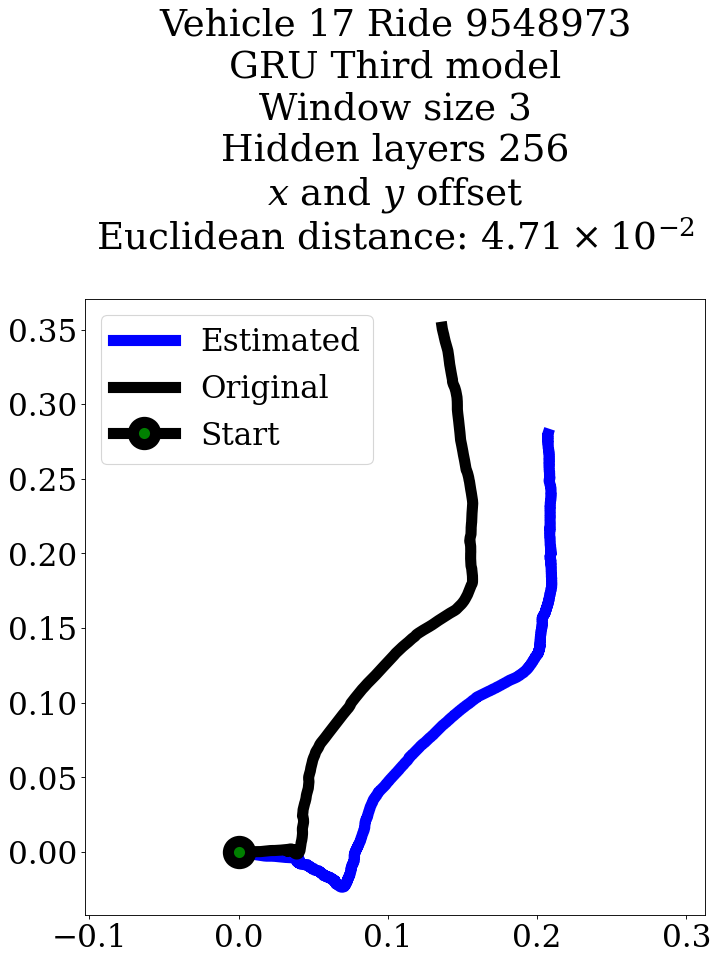 Vehicle 17 Ride 9548973
GRU Third model
Window size 3
Hidden layers 256
x and y offset
Euclidean distance: 4.71 × 10⁻²
Estimated
Original
Start
0.35
0.30
0.25
0.20
0.15
0.10
0.05
0.00
−0.1 0.0 0.1 0.2 0.3